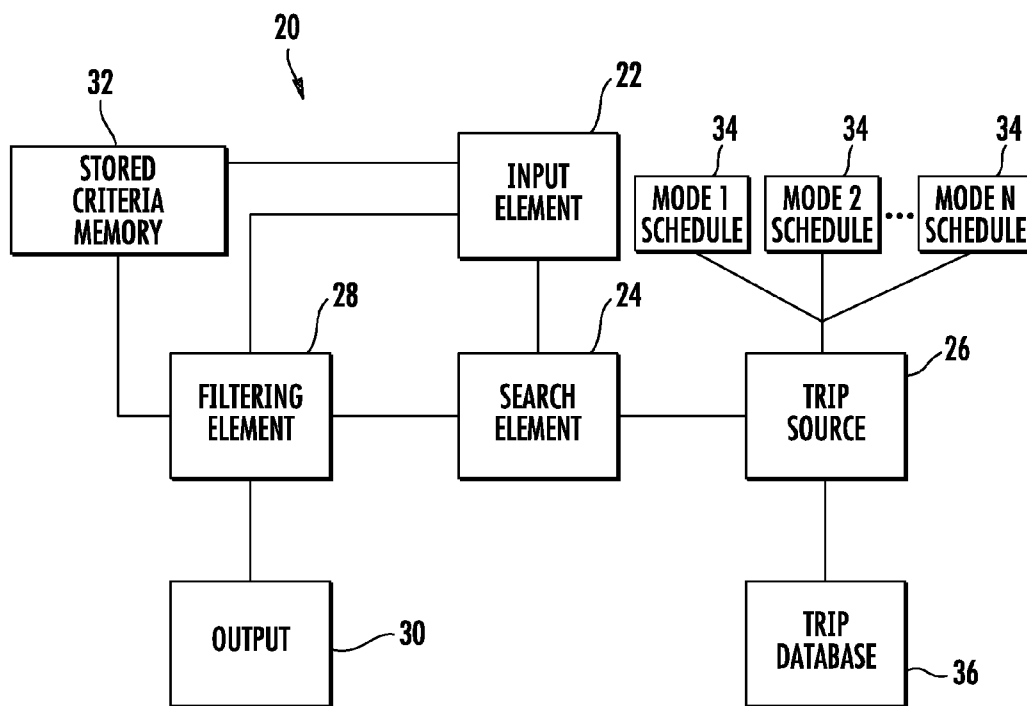 20
32
22
34
34
34
STORED
CRITERIA
MEMORY
INPUT
ELEMENT
MODE 1
SCHEDULE
MODE 2
SCHEDULE
•••
MODE N
SCHEDULE
28
24
26
FILTERING
ELEMENT
SEARCH
ELEMENT
TRIP
SOURCE
OUTPUT
30
TRIP
DATABASE
36